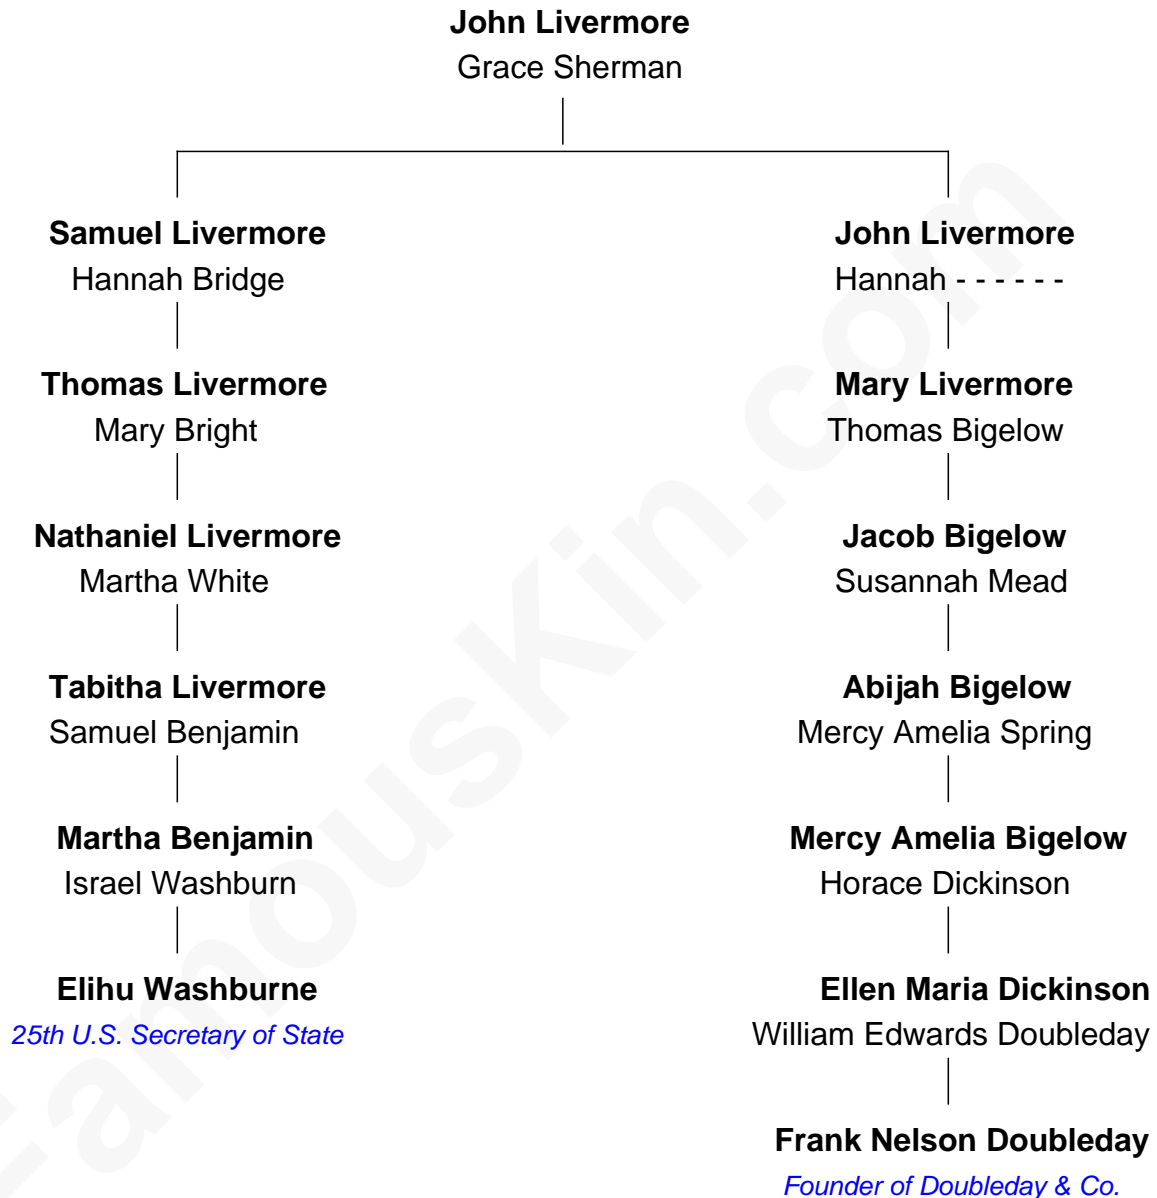 John Livermore
Grace Sherman
Samuel Livermore
Hannah Bridge
Thomas Livermore
Mary Bright
Nathaniel Livermore
Martha White
Tabitha Livermore
Samuel Benjamin
Martha Benjamin
Israel Washburn
Elihu Washburne
25th U.S. Secretary of State
John Livermore
Hannah - - - - - -
Mary Livermore
Thomas Bigelow
Jacob Bigelow
Susannah Mead
Abijah Bigelow
Mercy Amelia Spring
Mercy Amelia Bigelow
Horace Dickinson
Ellen Maria Dickinson
William Edwards Doubleday
Frank Nelson Doubleday
Founder of Doubleday & Co.
FamousKin.com